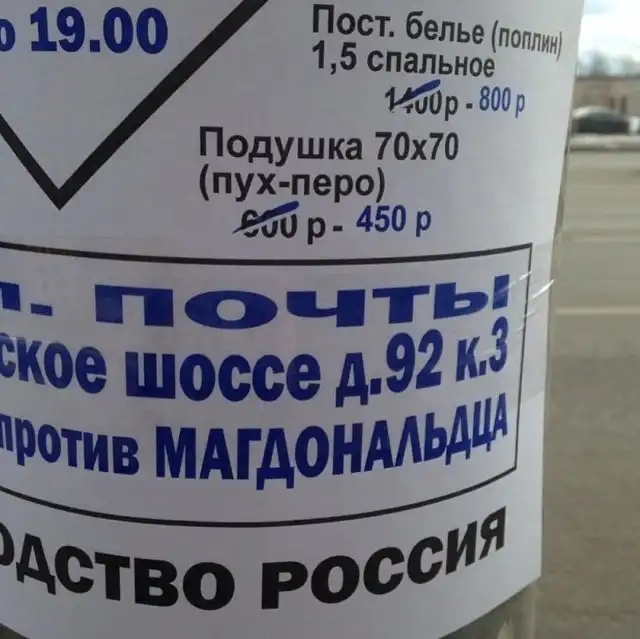 о 19.00
Пост. белье (поплин)
1,5 спальное
1400р - 800 р
Подушка 70х70
(пух-перо)
600 р - 450 р
л. ПОЧТЫ
ское шоссе д.92 к.3
против МАГДОНАЛЬДЦА
ОДСТВО РОССИЯ